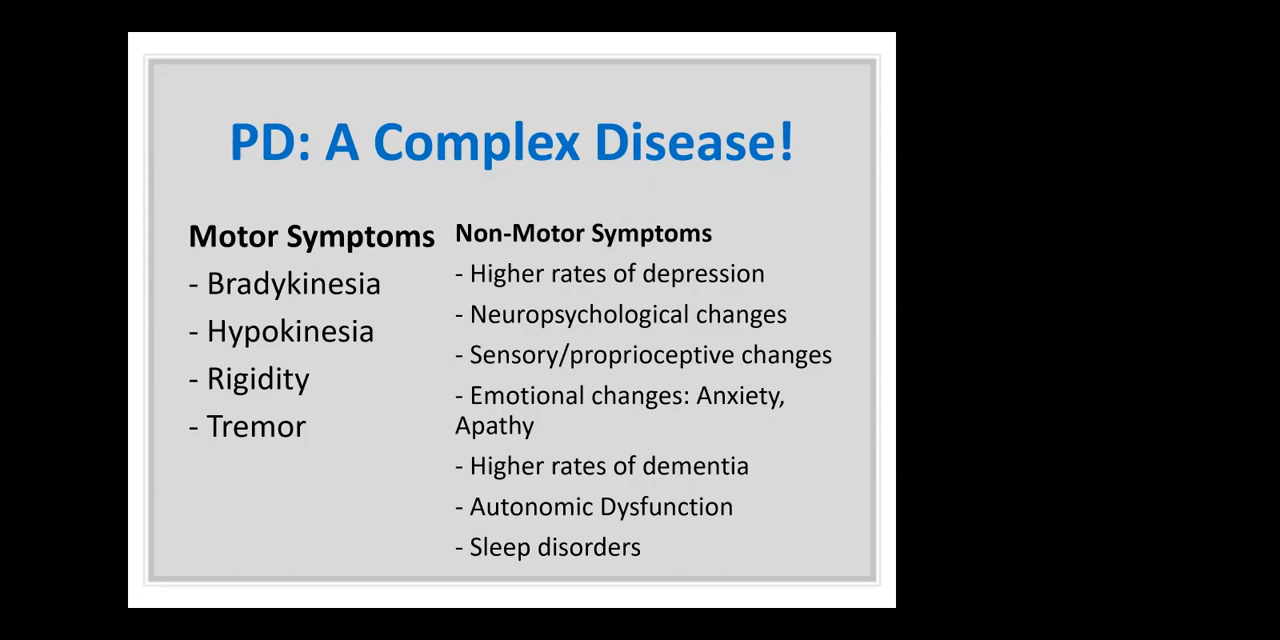 PD: A Complex Disease!
Motor Symptoms
- Bradykinesia
- Hypokinesia
- Rigidity
- Tremor
Non-Motor Symptoms
- Higher rates of depression
- Neuropsychological changes
- Sensory/proprioceptive changes
- Emotional changes: Anxiety,
Apathy
- Higher rates of dementia
- Autonomic Dysfunction
- Sleep disorders